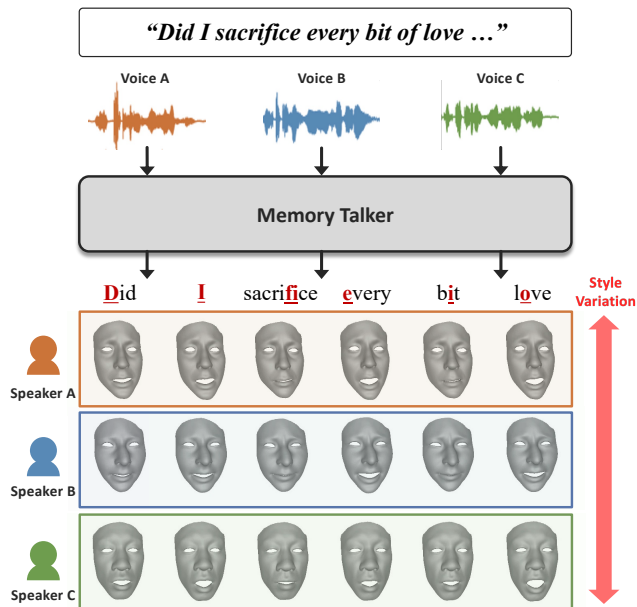 "Did I sacrifice every bit of love ..."
Voice A Voice B Voice C
Memory Talker
Did I sacrifice every bit love
Style
Variation
Speaker A
Speaker B
Speaker C